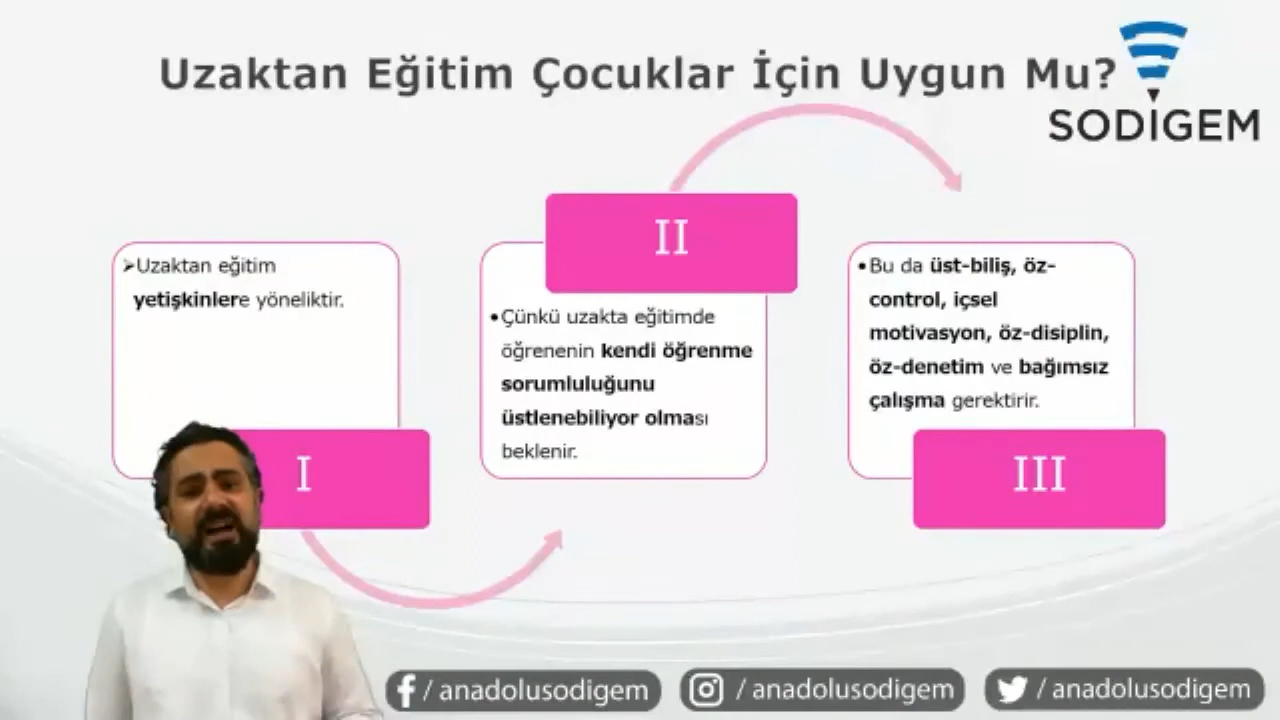 Uzaktan Eğitim Çocuklar İçin Uygun Mu?
SODİGEM
➢Uzaktan eğitim
yetişkinlere yöneliktir.
I
II
•Çünkü uzakta eğitimde
öğrenenin kendi öğrenme
sorumluluğunu
üstlenebiliyor olması
beklenir.
•Bu da üst-biliş, öz-
control, içsel
motivasyon, öz-disiplin,
öz-denetim ve bağımsız
çalışma gerektirir.
III
/ anadolusodigem
/ anadolusodigem
/ anadolusodigem